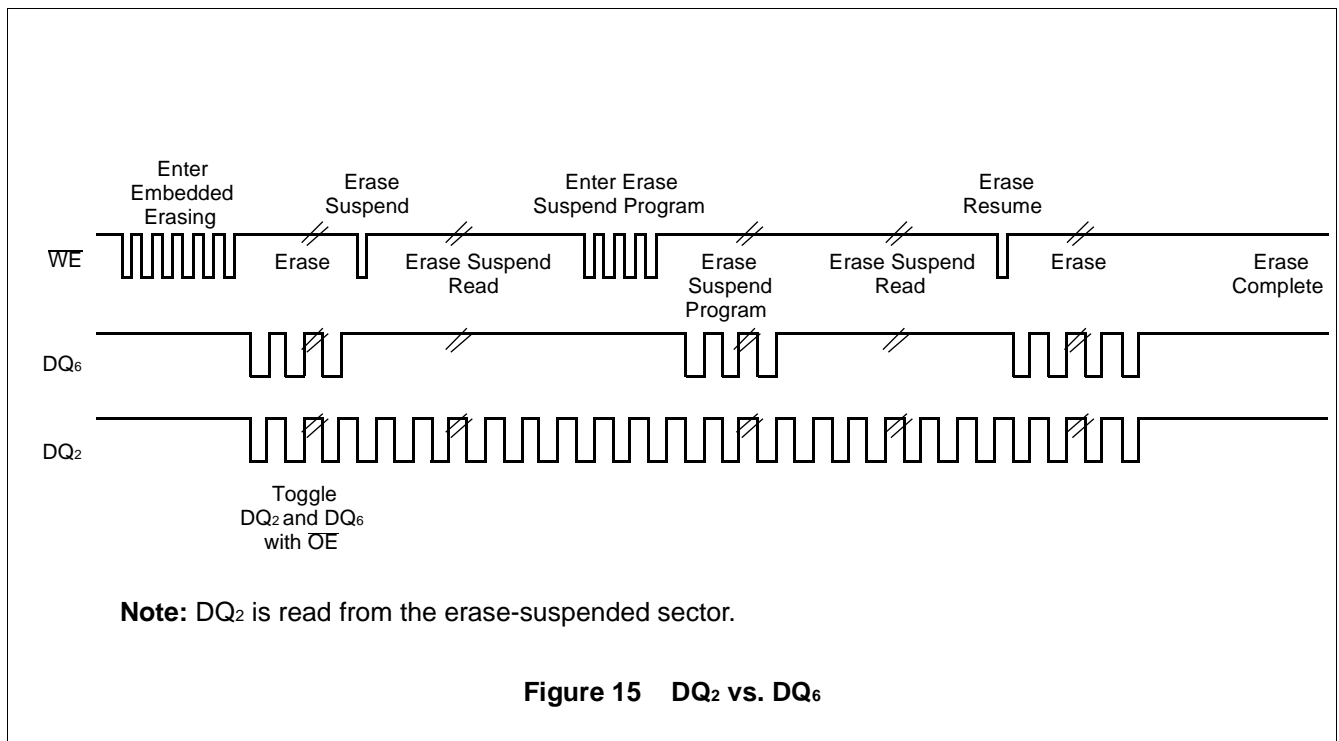 Enter
Embedded
Erasing
Erase
Suspend
Enter Erase
Suspend Program
Erase
Resume
WE
Erase
Erase Suspend
Read
Erase
Suspend
Program
Erase Suspend
Read
Erase
Erase
Complete
DQ6
DQ2
Toggle
DQ2 and DQ6
with OE
Note: DQ2 is read from the erase-suspended sector.
Figure 15 DQ2 vs. DQ6